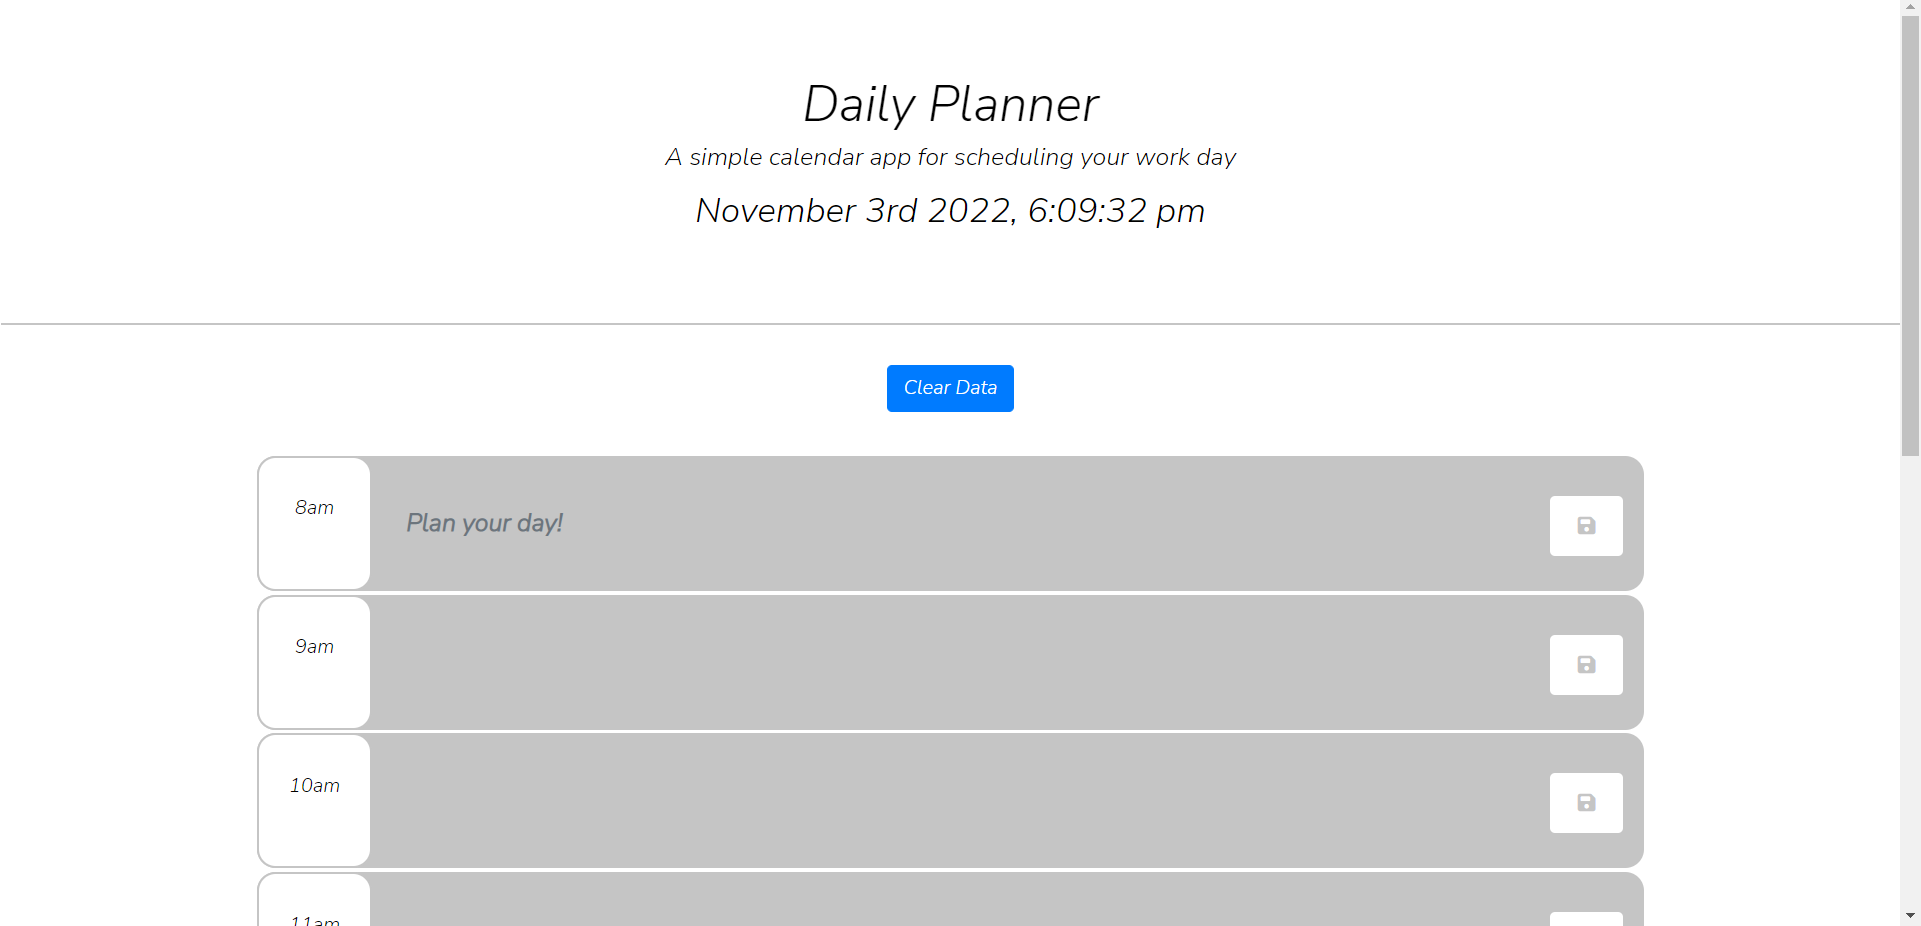 Daily Planner
A simple calendar app for scheduling your work day
November 3rd 2022, 6:09:32 pm
Clear Data
8am
Plan your day!
9am
10am
11am